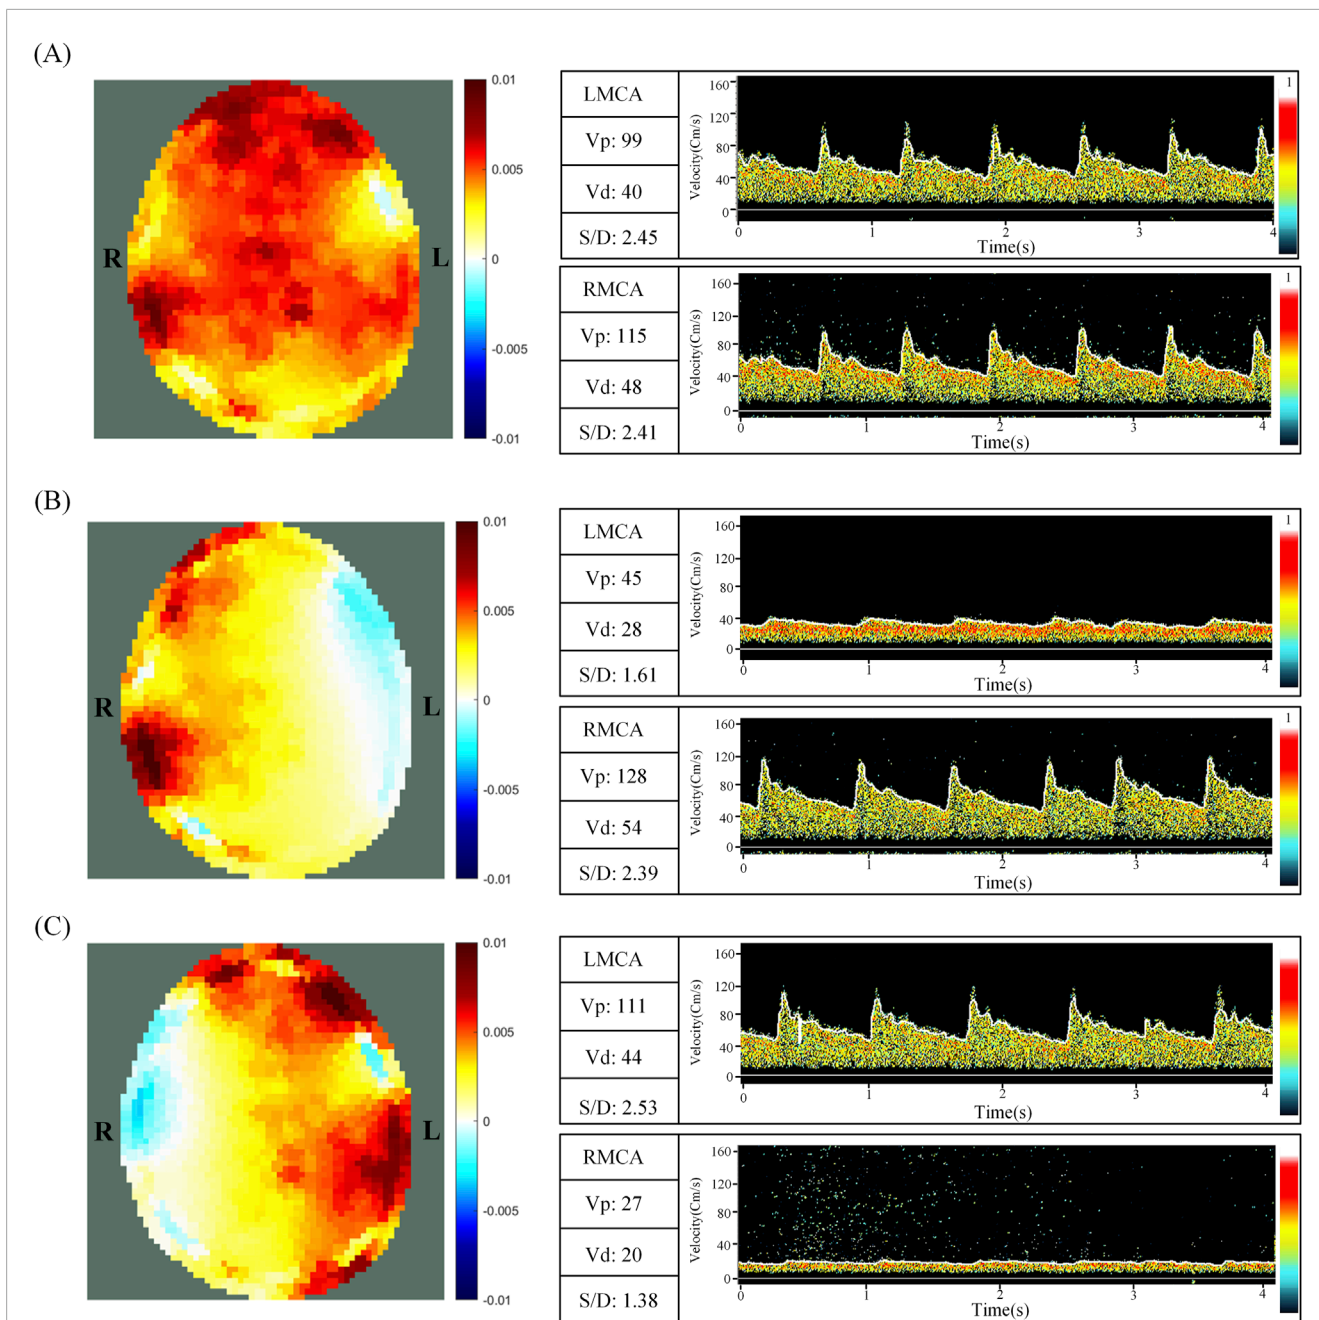 (A)
0.01
0.005
0
-0.005
-0.01
R
L
LMCA
Vp: 99
Vd: 40
S/D: 2.45
Velocity(Cm/s)
160
120
80
40
0
0 1 2 3 4
Time(s)
1
RMCA
Vp: 115
Vd: 48
S/D: 2.41
Velocity(Cm/s)
160
120
80
40
0
0 1 2 3 4
Time(s)
1
(B)
0.01
0.005
0
-0.005
-0.01
R
L
LMCA
Vp: 45
Vd: 28
S/D: 1.61
Velocity(Cm/s)
160
120
80
40
0
0 1 2 3 4
Time(s)
1
RMCA
Vp: 128
Vd: 54
S/D: 2.39
Velocity(Cm/s)
160
120
80
40
0
0 1 2 3 4
Time(s)
1
(C)
0.01
0.005
0
-0.005
-0.01
R
L
LMCA
Vp: 111
Vd: 44
S/D: 2.53
Velocity(Cm/s)
160
120
80
40
0
0 1 2 3 4
Time(s)
1
RMCA
Vp: 27
Vd: 20
S/D: 1.38
Velocity(Cm/s)
160
120
80
40
0
0 1 2 3 4
Time(s)
1